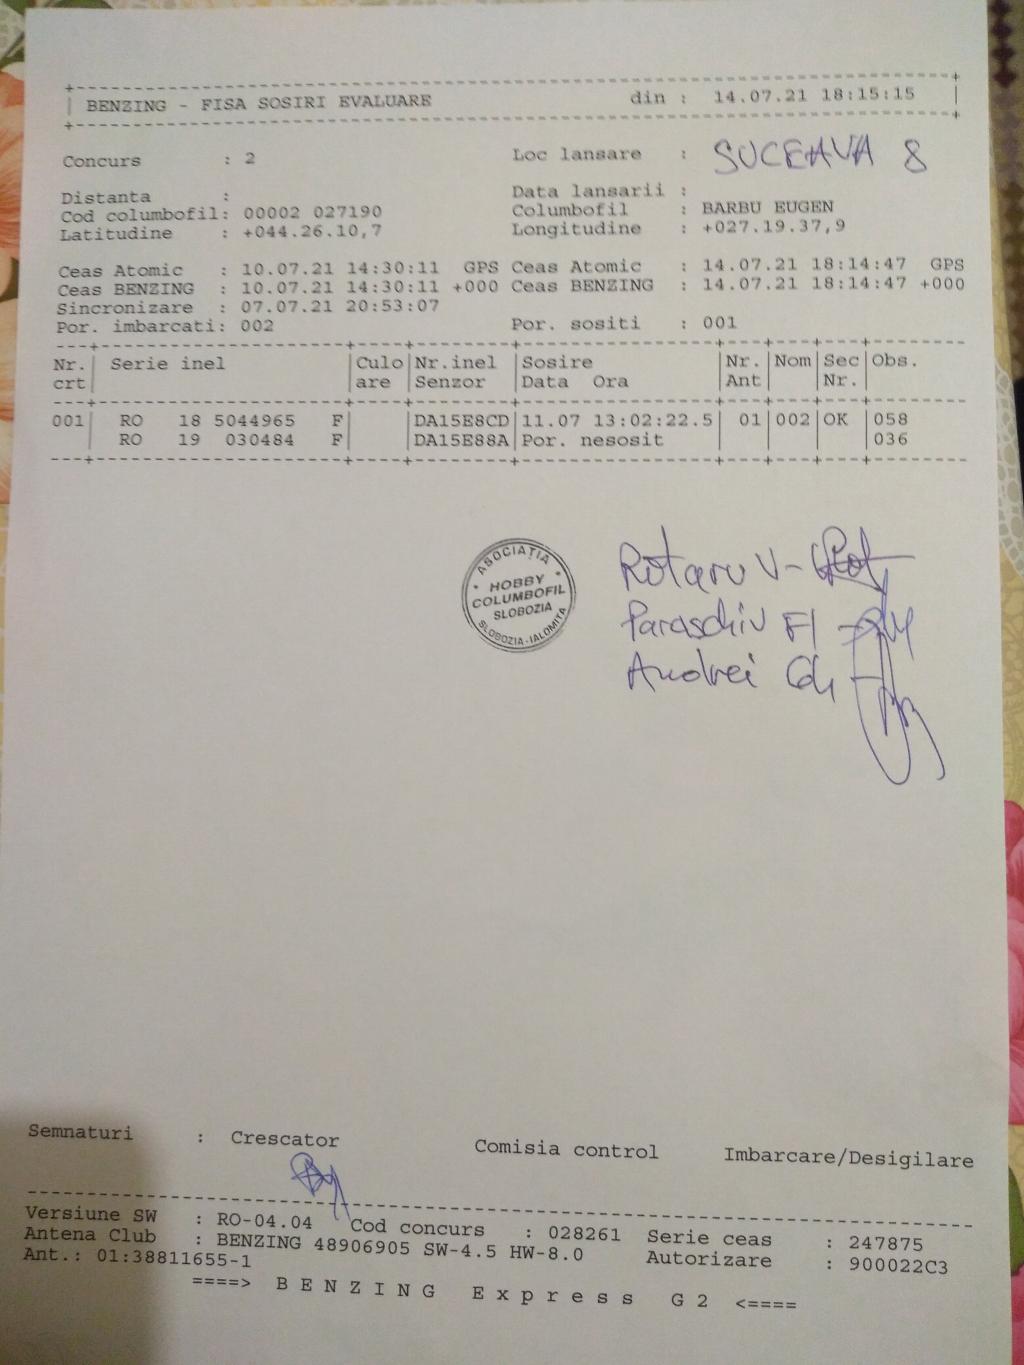 BENZING - FISA SOSIRI EVALUARE din : 14.07.21 18:15:15
Concurs : 2 Loc lansare : SUCEAVA 8
Distanta : Data lansarii :
Cod columbofil: 00002 027190 Columbofil : BARBU EUGEN
Latitudine : +044.26.10,7 Longitudine : +027.19.37,9
Ceas Atomic : 10.07.21 14:30:11 GPS Ceas Atomic : 14.07.21 18:14:47 GPS
Ceas BENZING : 10.07.21 14:30:11 +000 Ceas BENZING : 14.07.21 18:14:47 +000
Sincronizare : 07.07.21 20:53:07
Por. imbarcati: 002 Por. sositi : 001
Nr. Serie inel Culo Nr.inel Sosire Nr. Nom Sec Obs.
crt are Senzor Data Ora Ant Nr.
001 RO 18 5044965 F DA15E8CD 11.07 13:02:22.5 01 002 OK 058
RO 19 030484 F DA15E88A Por. nesosit 036
ASOCIAȚIA
HOBBY
COLUMBOFIL
SLOBOZIA
SLOBOZIA-IALOMIȚA
Rotaru V -
Paraschiv Fl -
Andrei Gh -
Semnaturi : Crescator Comisia control Imbarcare/Desigilare
Versiune SW : RO-04.04 Cod concurs : 028261 Serie ceas : 247875
Antena Club : BENZING 48906905 SW-4.5 HW-8.0 Autorizare : 900022C3
Ant.: 01:38811655-1
====> B E N Z I N G E x p r e s s G 2 <====